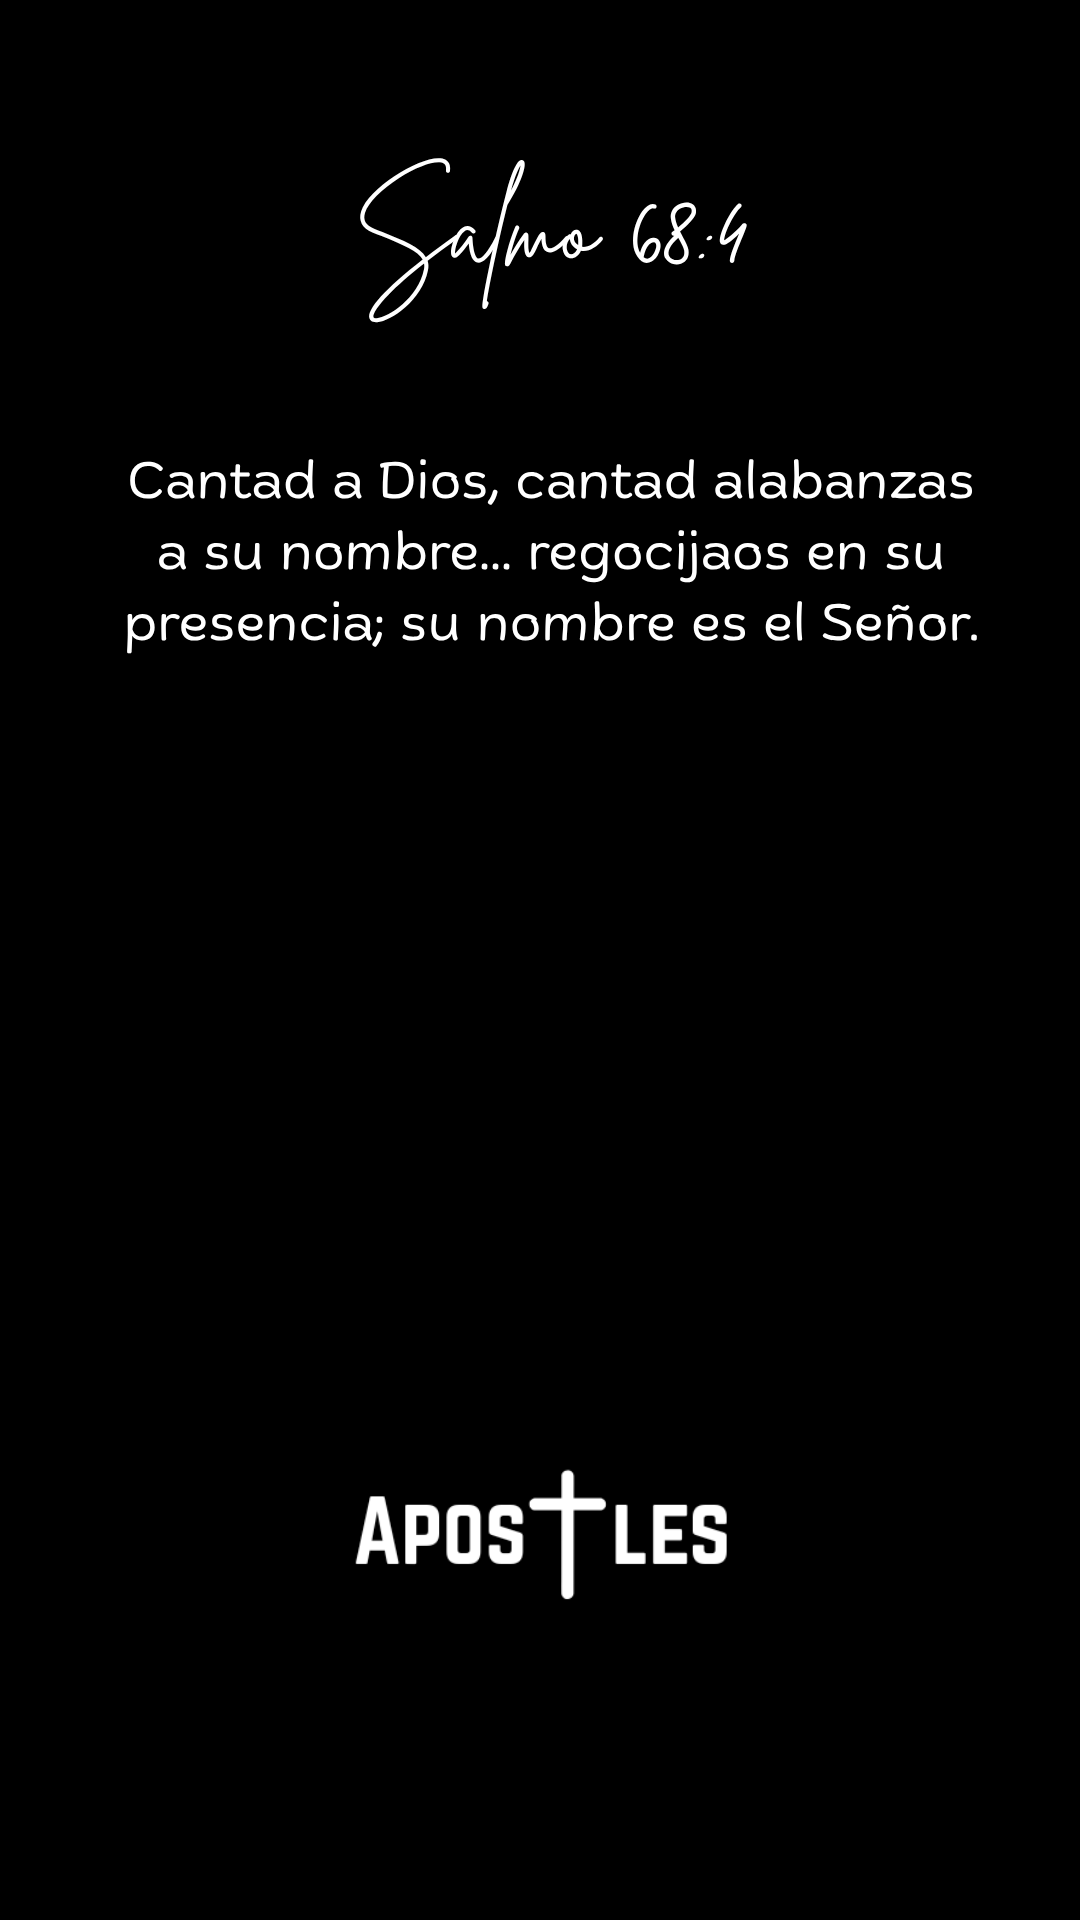 Salmo 68:4
Cantad a Dios, cantad alabanzas
a su nombre... regocijaos en su
presencia; su nombre es el Señor.
APOSTLES